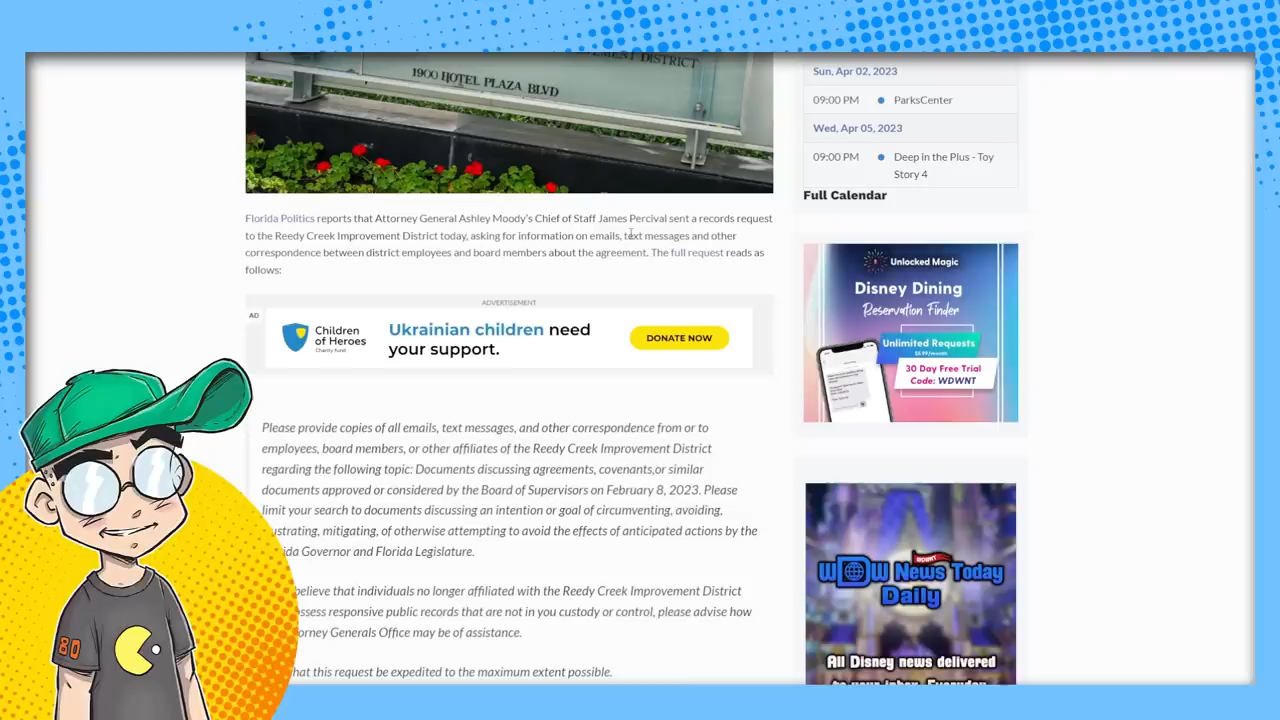 1900 HOTEL PLAZA BLVD
DISTRICT
Florida Politics reports that Attorney General Ashley Moody's Chief of Staff James Percival sent a records request
to the Reedy Creek Improvement District today, asking for information on emails, text messages and other
correspondence between district employees and board members about the agreement. The full request reads as
follows:
ADVERTISEMENT
AD
Children
of Heroes
Charity fund
Ukrainian children need
your support.
DONATE NOW
Please provide copies of all emails, text messages, and other correspondence from or to
employees, board members, or other affiliates of the Reedy Creek Improvement District
regarding the following topic: Documents discussing agreements, covenants,or similar
documents approved or considered by the Board of Supervisors on February 8, 2023. Please
limit your search to documents discussing an intention or goal of circumventing, avoiding,
ustrating, mitigating, of otherwise attempting to avoid the effects of anticipated actions by the
ida Governor and Florida Legislature.
believe that individuals no longer affiliated with the Reedy Creek Improvement District
ssess responsive public records that are not in you custody or control, please advise how
orney Generals Office may be of assistance.
hat this request be expedited to the maximum extent possible.
Sun, Apr 02, 2023
09:00 PM ParksCenter
Wed, Apr 05, 2023
09:00 PM Deep in the Plus - Toy
Story 4
Full Calendar
Unlocked Magic
Disney Dining
Reservation Finder
Unlimited Requests
$5.99/month
30 Day Free Trial
Code: WDWNT
WDWNT
WDW News Today
Daily
All Disney news delivered
to your inbox. Everyday.
80